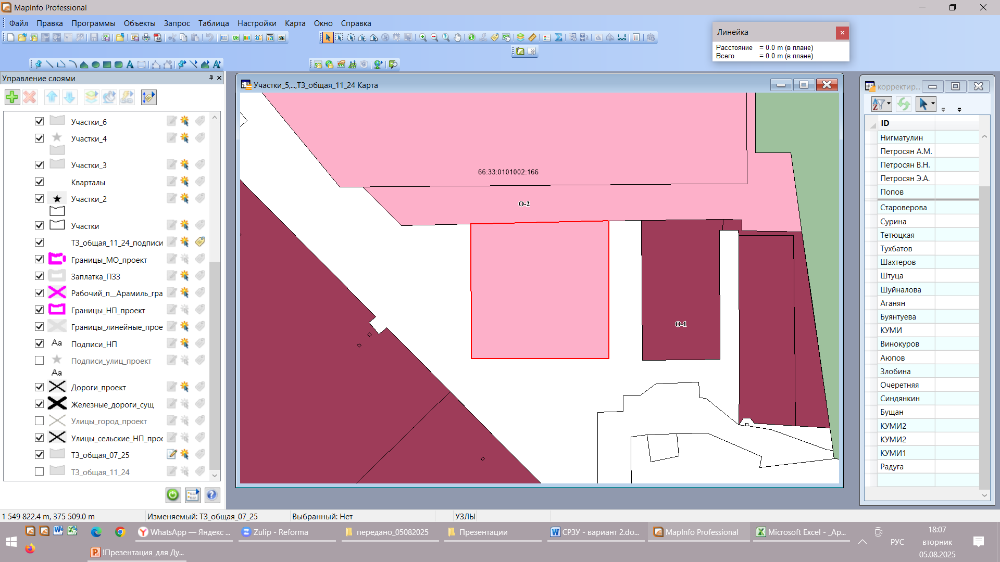 MapInfo Professional
Файл Правка Программы Объекты Запрос Таблица Настройки Карта Окно Справка
Линейка
Расстояние = 0.0 m (в плане)
Всего = 0.0 m (в плане)
Управление слоями
Участки_6
Участки_4
Участки_3
Кварталы
Участки_2
Участки
ТЗ_общая_11_24_подписи
Границы_МО_проект
Заплатка_ПЗЗ
Рабочий_п__Арамиль_гра
Границы_НП_проект
Границы_линейные_прое
Aa Подписи_НП
Подписи_улиц_проект
Aa
Дороги_проект
Железные_дороги_сущ
Улицы_город_проект
Улицы_сельские_НП_прое
ТЗ_общая_07_25
ТЗ_общая_11_24
Участки_5,...,ТЗ_общая_11_24 Карта
66:33:0101002:166
О-2
О-1
корректир...
ID
Нигматулин
Петросян А.М.
Петросян В.Н.
Петросян Э.А.
Попов
Староверова
Сурина
Тетюцкая
Тухбатов
Шахтеров
Штуца
Шуйналова
Аганян
Буянтуева
КУМИ
Винокуров
Аюпов
Злобина
Очеретняя
Синдянкин
Бущан
КУМИ2
КУМИ2
КУМИ1
Радуга
1 549 822.4 m, 375 509.0 m
Изменяемый: ТЗ_общая_07_25
Выбранный: Нет
УЗЛЫ
WhatsApp — Яндекс ...
Zulip - Reforma
передано_05082025
Презентации
СРЗУ - вариант 2.do...
MapInfo Professional
Microsoft Excel - _Ар...
!Презентация_для Ду...
РУС
18:07
вторник
05.08.2025